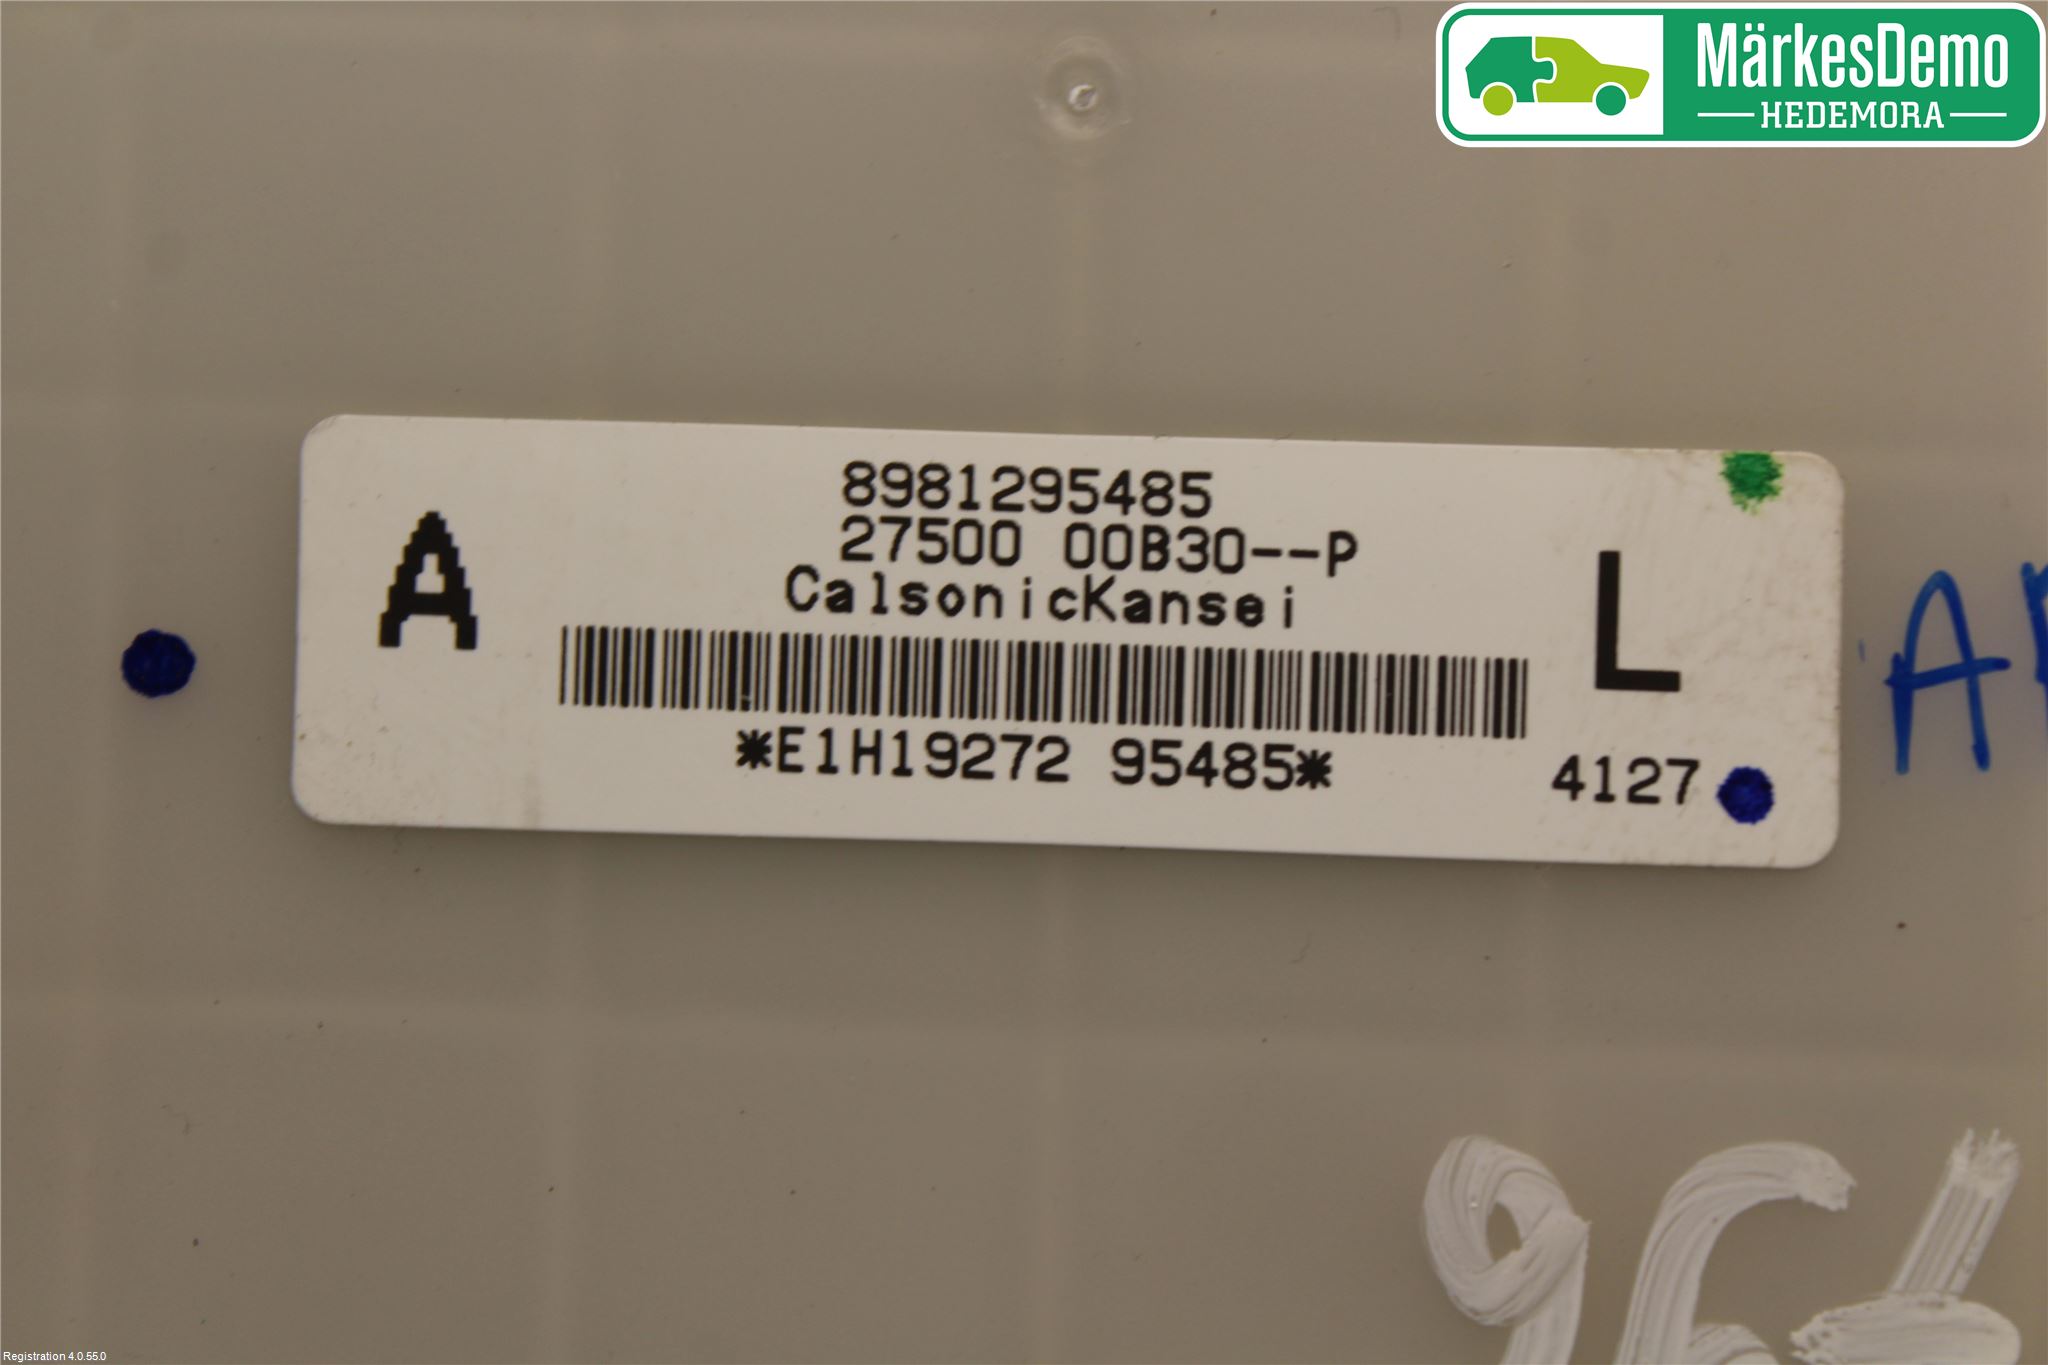 MärkesDemo
HEDEMORA
8981295485
27500 00B30--P
CalsonicKansei
A
L
*E1H19272 95485*
4127
Registration 4.0.55.0